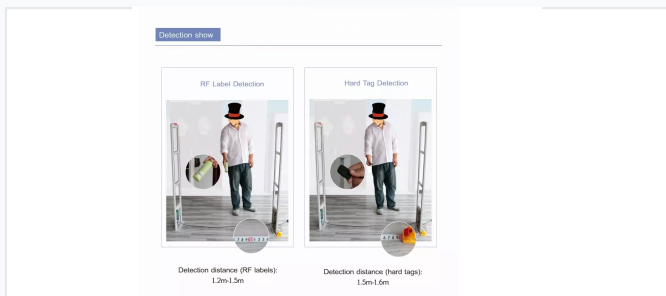 Detection show
RF Label Detection
Hard Tag Detection
Detection distance (RF labels):
1.2m-1.5m
Detection distance (hard tags):
1.5m-1.6m